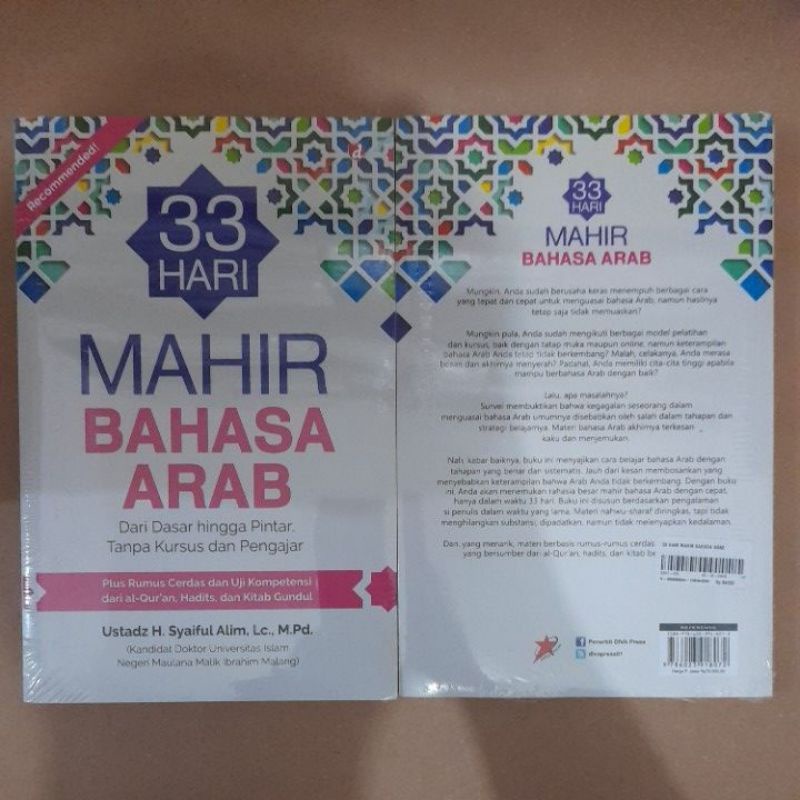 Recommended!
33
HARI
MAHIR
BAHASA
ARAB
Dari Dasar hingga Pintar,
Tanpa Kursus dan Pengajar
Plus Rumus Cerdas dan Uji Kompetensi
dari al-Qur'an, Hadits, dan Kitab Gundul
Ustadz H. Syaiful Alim, Lc., M.Pd.
(Kandidat Doktor Universitas Islam
Negeri Maulana Malik Ibrahim Malang)
33
HARI
MAHIR
BAHASA ARAB
Mungkin, Anda sudah berusaha keras menempuh berbagai cara
yang tepat dan cepat untuk menguasai bahasa Arab, namun hasilnya
tetap saja tidak memuaskan?
Mungkin pula, Anda sudah mengikuti berbagai model pelatihan
dan kursus, baik dengan tatap muka maupun online, namun keterampilan
bahasa Arab Anda tetap tidak berkembang? Malah, celakanya, Anda merasa
bosan dan akhirnya menyerah? Padahal, Anda memiliki cita-cita tinggi apabila
mampu berbahasa Arab dengan baik?
Lalu, apa masalahnya?
Survei membuktikan bahwa kegagalan seseorang dalam
menguasai bahasa Arab umumnya disebabkan oleh salah dalam tahapan dan
strategi belajarnya. Materi bahasa Arab akhirnya terkesan
kaku dan menjemukan.
Nah, kabar baiknya, buku ini menyajikan cara belajar bahasa Arab dengan
tahapan yang benar dan sistematis. Jauh dari kesan membosankan yang
menyebabkan keterampilan bahwa Arab Anda tidak berkembang. Dengan buku
ini, Anda akan menemukan rahasia besar mahir bahasa Arab dengan cepat,
hanya dalam waktu 33 hari. Buku ini disusun berdasarkan pengalaman
si penulis dalam waktu yang lama. Materi nahwu-sharaf diringkas, tapi tidak
menghilangkan substansi; dipadatkan, namun tidak melenyapkan kedalaman.
Dan, yang menarik, materi berbasis rumus-rumus cerdas
yang bersumber dari al-Qur'an, hadits, dan kitab
33 HARI MAHIR BAHASA ARAB
Penerbit DIVA Press
divapress01
REFERENSI